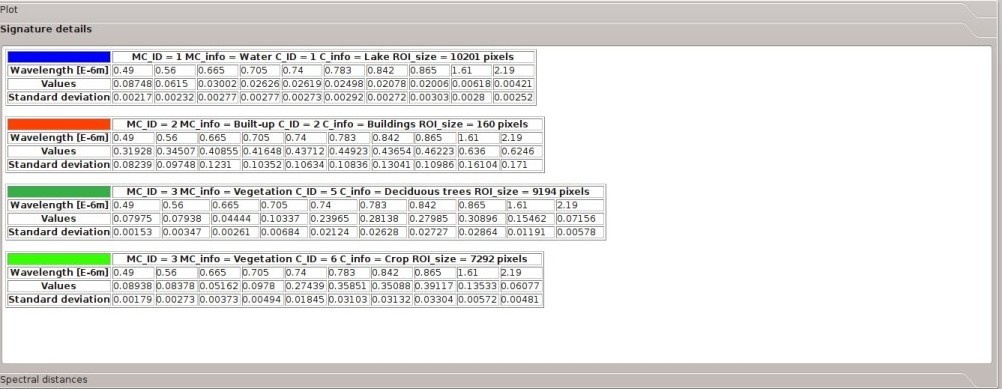 Plot
Signature details
MC_ID = 1 MC_info = Water C_ID = 1 C_info = Lake ROI_size = 10201 pixels
Wavelength [E-6m] 0.49 0.56 0.665 0.705 0.74 0.783 0.842 0.865 1.61 2.19
Values 0.08748 0.0615 0.03002 0.02626 0.02619 0.02498 0.02078 0.02006 0.00618 0.00421
Standard deviation 0.00217 0.00232 0.00277 0.00277 0.00273 0.00292 0.00272 0.00303 0.0028 0.00252
MC_ID = 2 MC_info = Built-up C_ID = 2 C_info = Buildings ROI_size = 160 pixels
Wavelength [E-6m] 0.49 0.56 0.665 0.705 0.74 0.783 0.842 0.865 1.61 2.19
Values 0.31928 0.34507 0.40855 0.41648 0.43712 0.44923 0.43654 0.46223 0.636 0.6246
Standard deviation 0.08239 0.09748 0.1231 0.10352 0.10634 0.10836 0.13041 0.10986 0.16104 0.171
MC_ID = 3 MC_info = Vegetation C_ID = 5 C_info = Deciduous trees ROI_size = 9194 pixels
Wavelength [E-6m] 0.49 0.56 0.665 0.705 0.74 0.783 0.842 0.865 1.61 2.19
Values 0.07975 0.07938 0.04444 0.10337 0.23965 0.28138 0.27985 0.30896 0.15462 0.07156
Standard deviation 0.00153 0.00347 0.00261 0.00684 0.02124 0.02628 0.02727 0.02864 0.01191 0.00578
MC_ID = 3 MC_info = Vegetation C_ID = 6 C_info = Crop ROI_size = 7292 pixels
Wavelength [E-6m] 0.49 0.56 0.665 0.705 0.74 0.783 0.842 0.865 1.61 2.19
Values 0.08938 0.08378 0.05162 0.0978 0.27439 0.35851 0.35088 0.39117 0.13533 0.06077
Standard deviation 0.00179 0.00273 0.00373 0.00494 0.01845 0.03103 0.03132 0.03304 0.00572 0.00481
Spectral distances